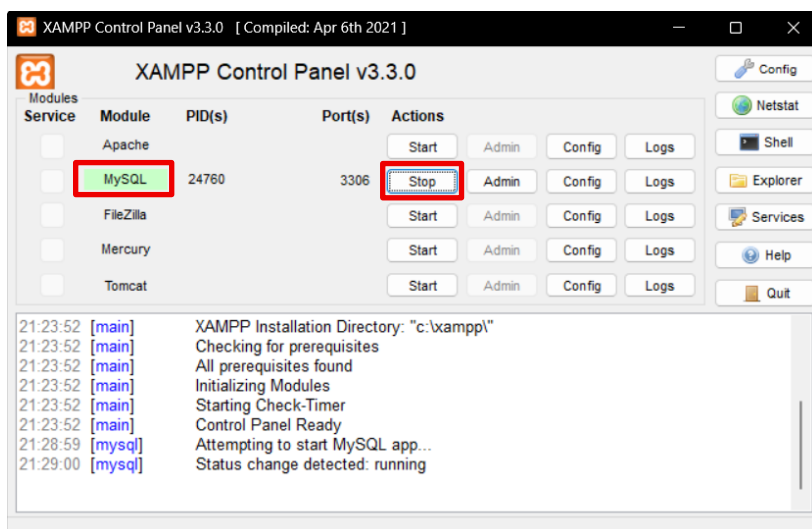 XAMPP Control Panel v3.3.0 [ Compiled: Apr 6th 2021 ]
XAMPP Control Panel v3.3.0
Config
Modules
Service Module PID(s) Port(s) Actions
Netstat
Apache Start Admin Config Logs
Shell
MySQL 24760 3306 Stop Admin Config Logs
Explorer
FileZilla Start Admin Config Logs
Services
Mercury Start Admin Config Logs
Help
Tomcat Start Admin Config Logs
Quit
21:23:52 [main] XAMPP Installation Directory: "c:\xampp\"
21:23:52 [main] Checking for prerequisites
21:23:52 [main] All prerequisites found
21:23:52 [main] Initializing Modules
21:23:52 [main] Starting Check-Timer
21:23:52 [main] Control Panel Ready
21:28:59 [mysql] Attempting to start MySQL app...
21:29:00 [mysql] Status change detected: running